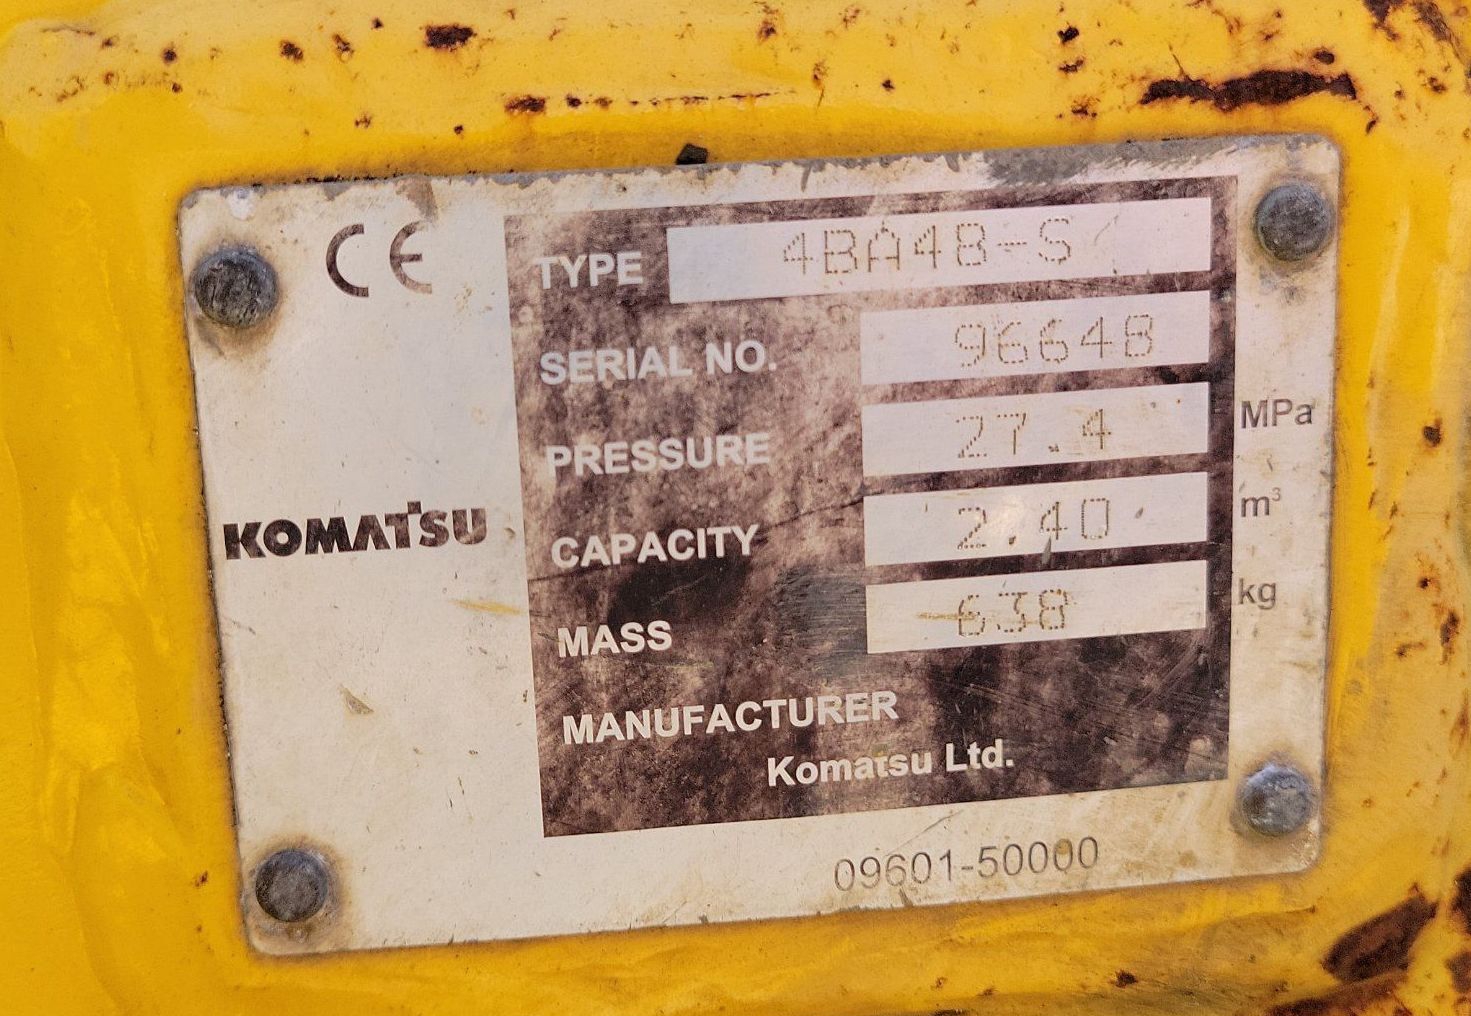 CE
TYPE 4BA48-S
SERIAL NO. 96648
PRESSURE 27.4 MPa
KOMATSU
CAPACITY 2.40 m³
MASS 638 kg
MANUFACTURER
Komatsu Ltd.
09601-50000